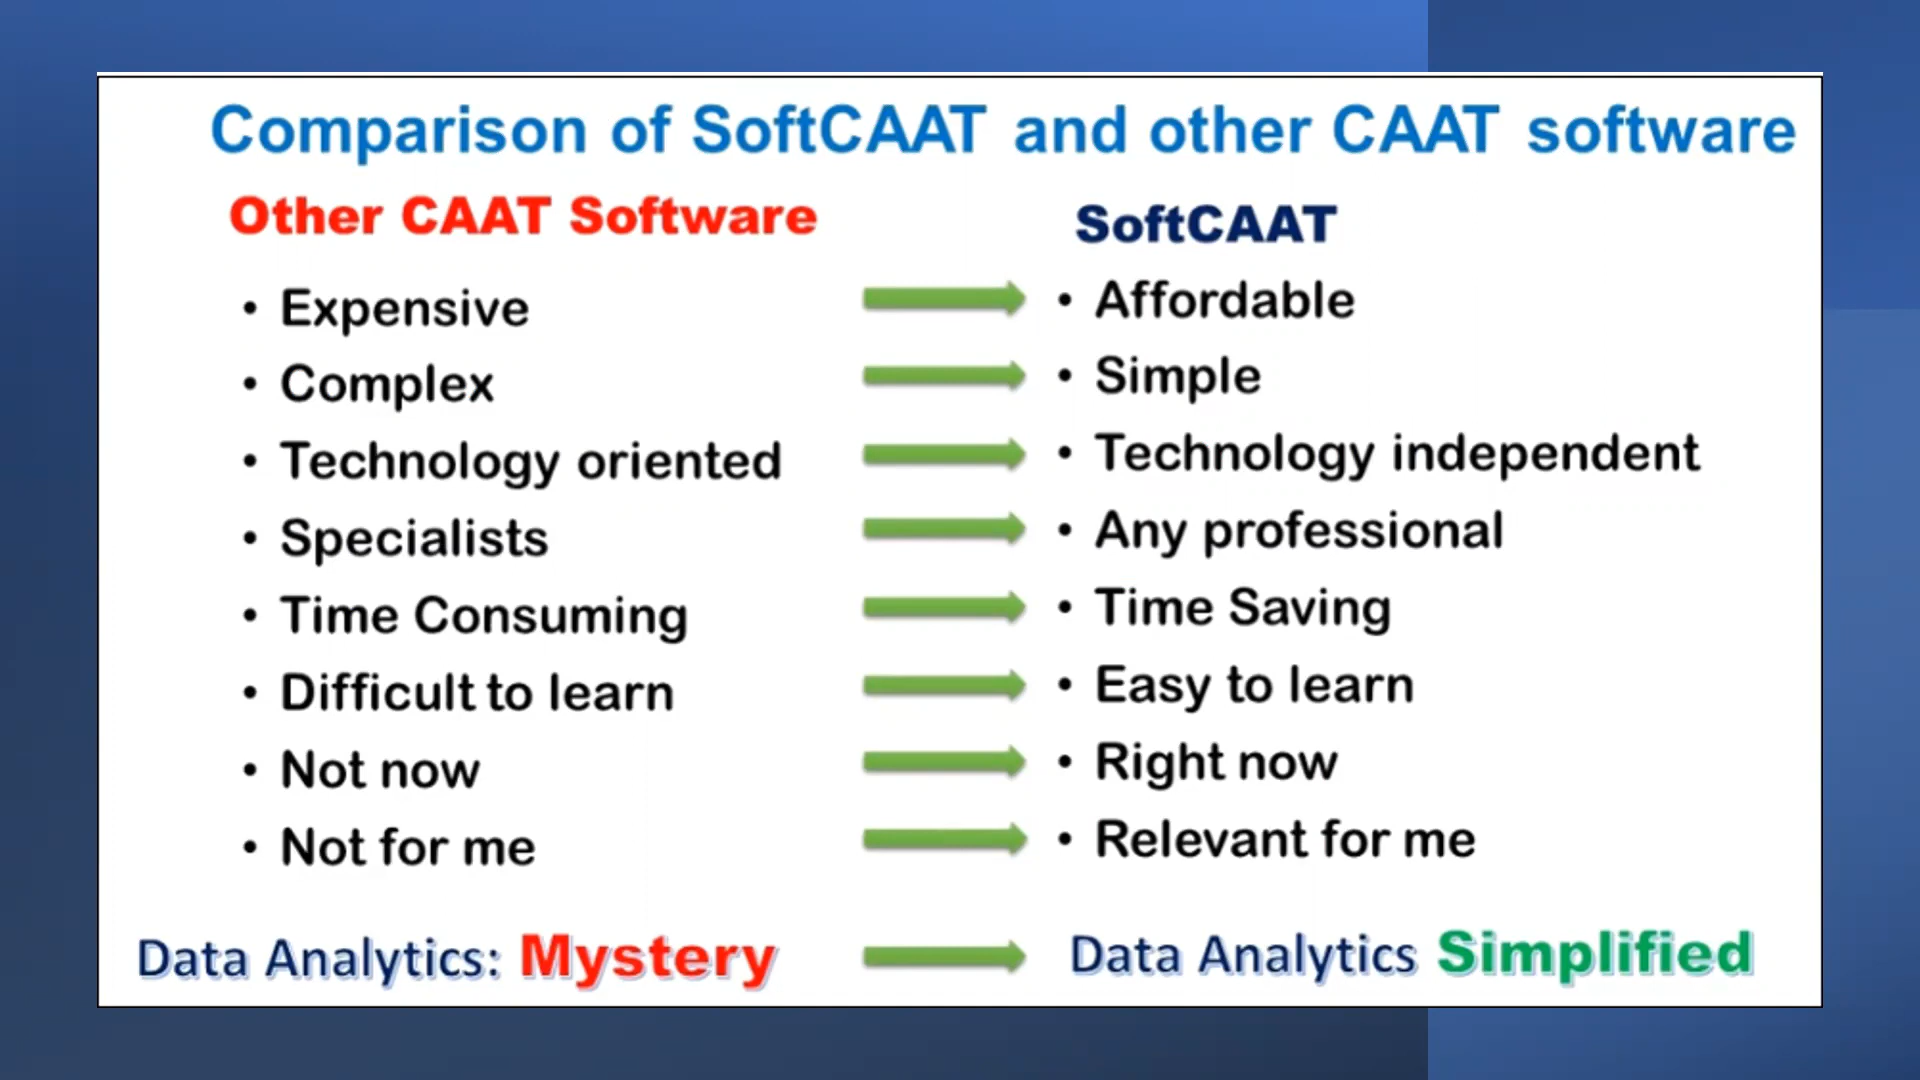 Comparison of SoftCAAT and other CAAT software
Other CAAT Software
• Expensive
• Complex
• Technology oriented
• Specialists
• Time Consuming
• Difficult to learn
• Not now
• Not for me
Data Analytics: Mystery
SoftCAAT
• Affordable
• Simple
• Technology independent
• Any professional
• Time Saving
• Easy to learn
• Right now
• Relevant for me
Data Analytics Simplified